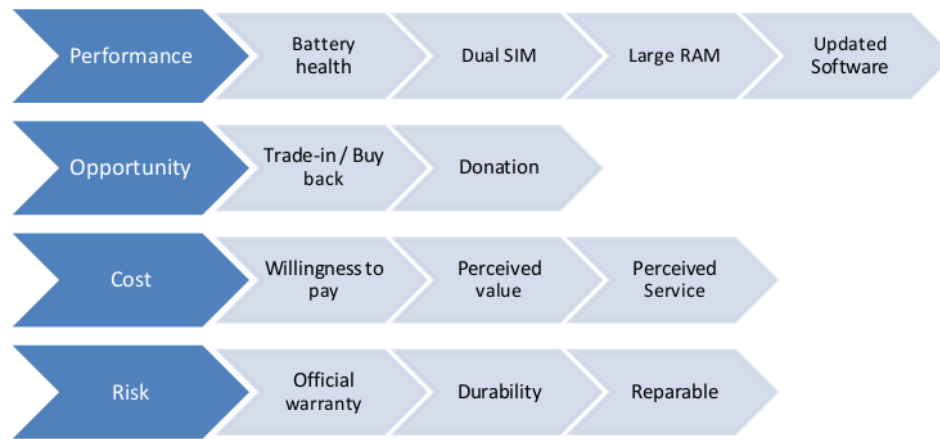 Performance
Battery
health
Dual SIM
Large RAM
Updated
Software
Opportunity
Trade-in / Buy
back
Donation
Cost
Willingness to
pay
Perceived
value
Perceived
Service
Risk
Official
warranty
Durability
Reparable